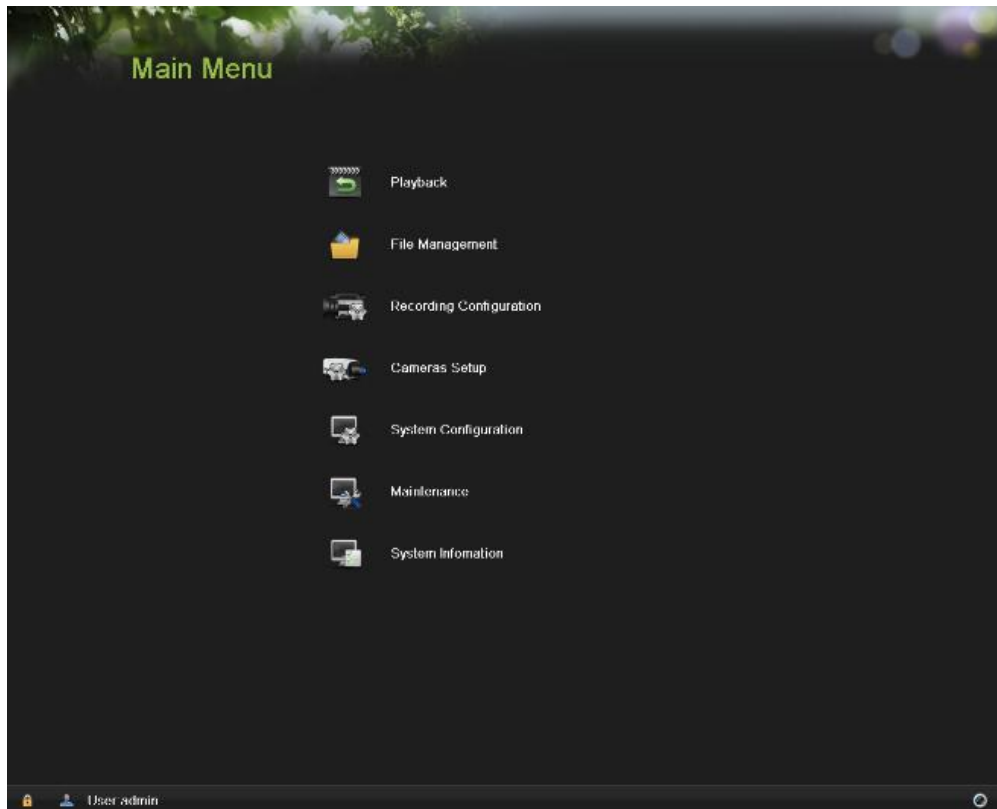 Main Menu
Playback
File Management
Recording Configuration
Cameras Setup
System Configuration
Maintenance
System Infomation
User admin